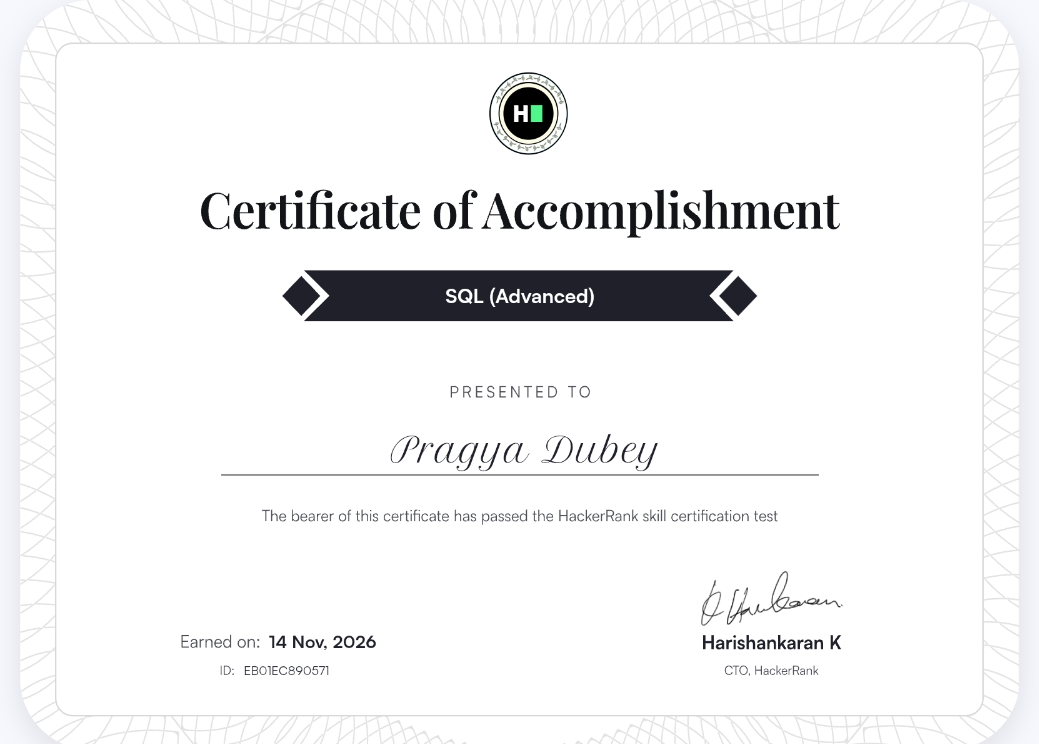 H
Certificate of Accomplishment
SQL (Advanced)
PRESENTED TO
Pragya Dubey
The bearer of this certificate has passed the HackerRank skill certification test
Earned on: 14 Nov, 2026
ID: EB01EC890571
Harishankaran K
CTO, HackerRank